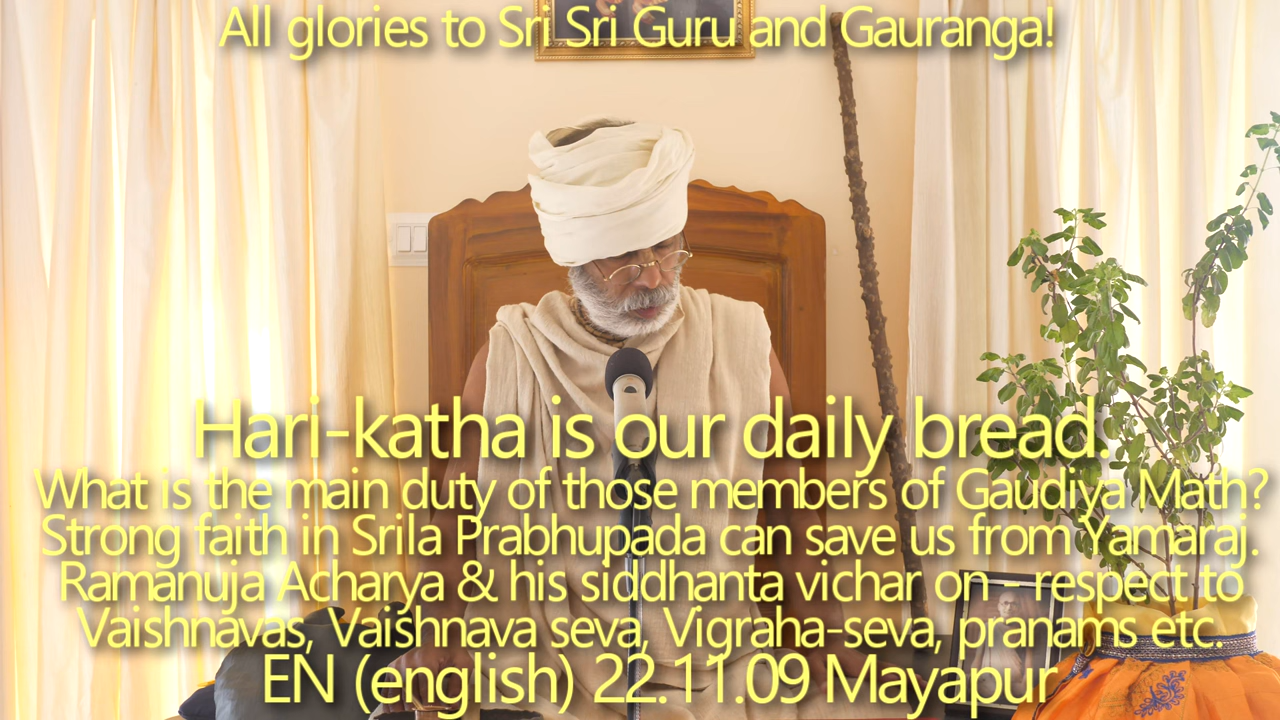 All glories to Sri Sri Guru and Gauranga!
Hari-katha is our daily bread.
What is the main duty of those members of Gaudiya Math?
Strong faith in Srila Prabhupada can save us from Yamaraj.
Ramanuja Acharya & his siddhanta vichar on - respect to
Vaishnavas, Vaishnava seva, Vigraha-seva, pranams etc.
EN (english) 22.11.09 Mayapur